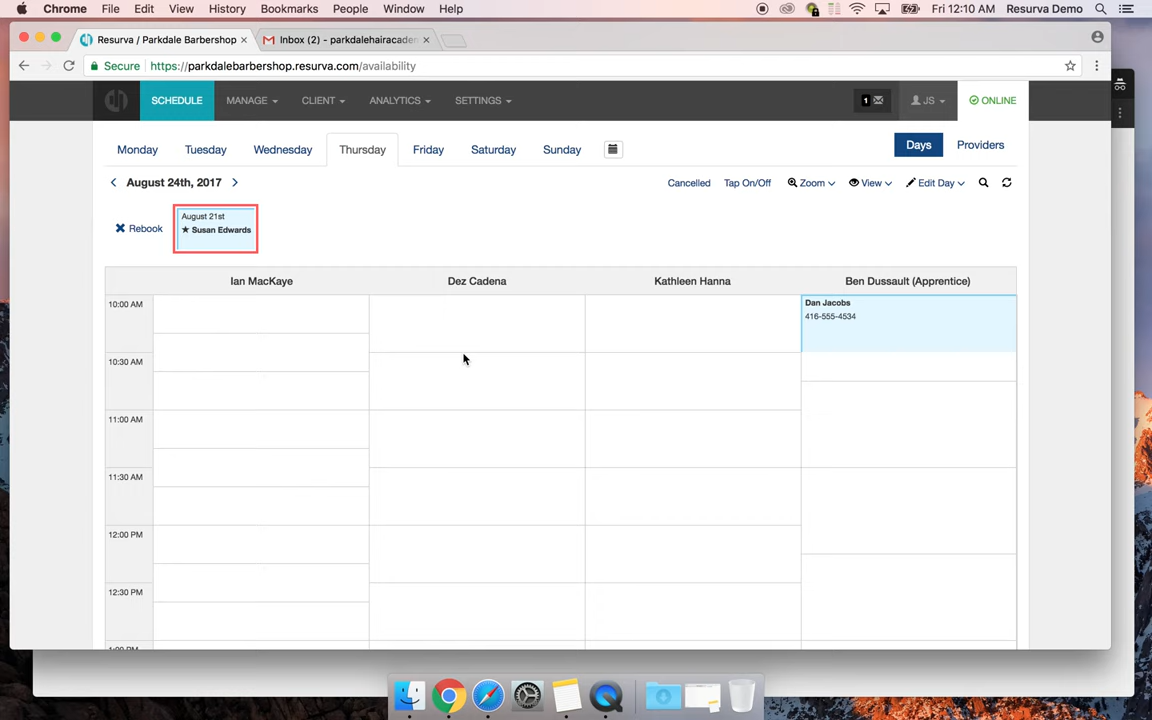 Chrome File Edit View History Bookmarks People Window Help Fri 12:10 AM Resurva Demo
Resurva / Parkdale Barbershop × Inbox (2) - parkdalehairacade ×
Secure https://parkdalebarbershop.resurva.com/availability
SCHEDULE MANAGE CLIENT ANALYTICS SETTINGS 1 JS ONLINE
Monday Tuesday Wednesday Thursday Friday Saturday Sunday Days Providers
August 24th, 2017 Cancelled Tap On/Off Zoom View Edit Day
Rebook
August 21st
★ Susan Edwards
Ian MacKaye Dez Cadena Kathleen Hanna Ben Dussault (Apprentice)
10:00 AM Dan Jacobs
416-555-4534
10:30 AM
11:00 AM
11:30 AM
12:00 PM
12:30 PM
1:00 PM